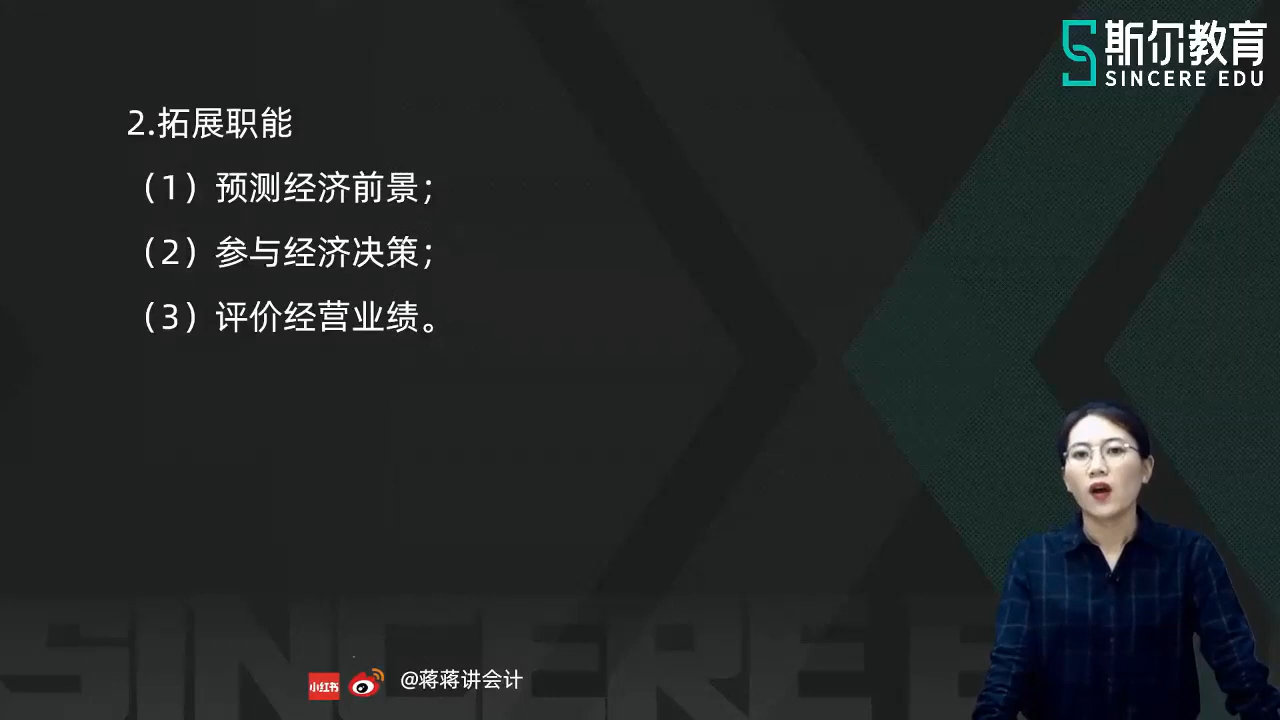 斯尔教育
SINCERE EDU
2.拓展职能
（1）预测经济前景；
（2）参与经济决策；
（3）评价经营业绩。
SINCERE E
小红书 @蒋蒋讲会计